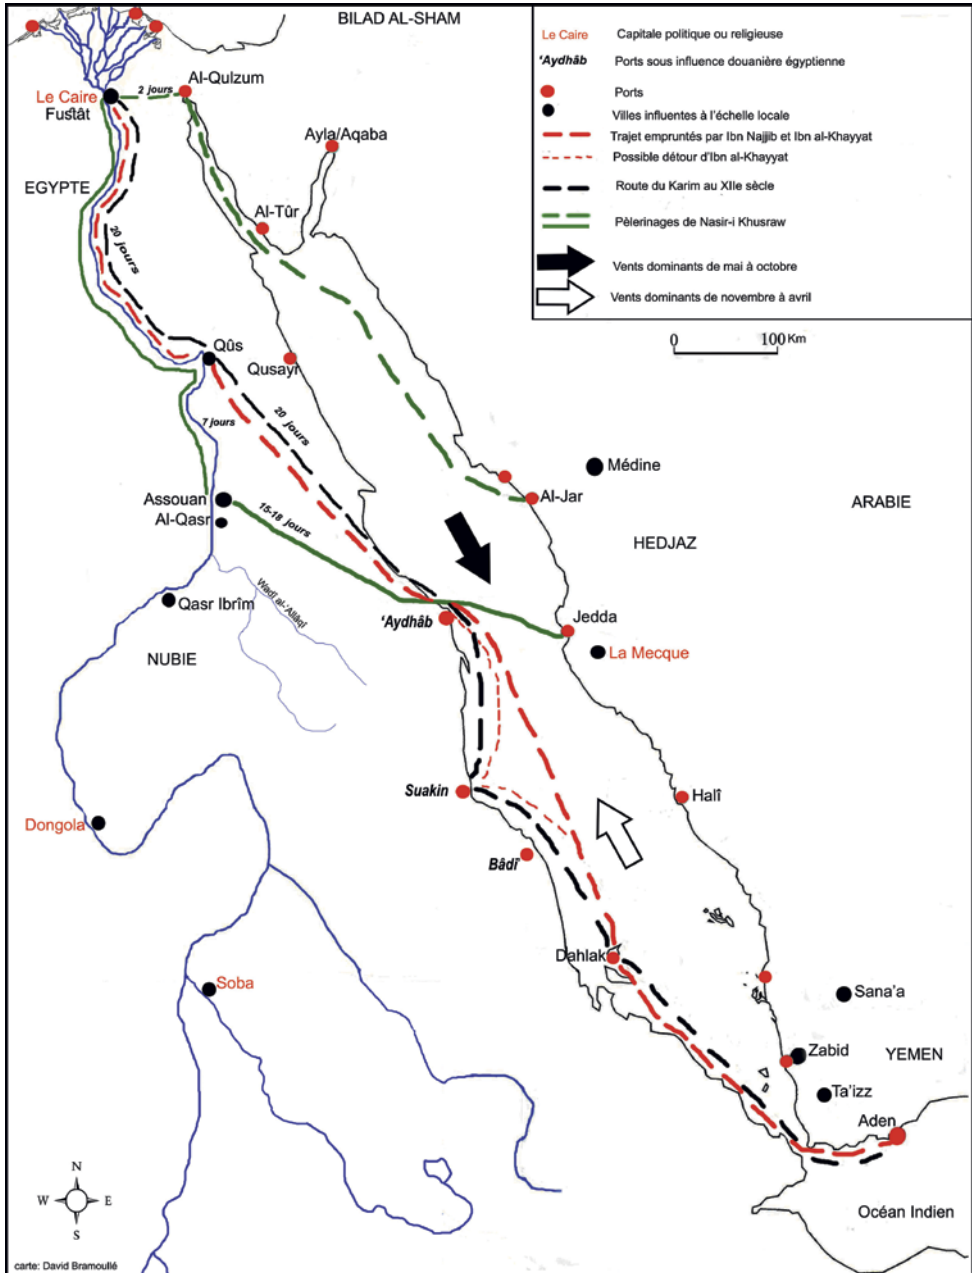 BILAD AL-SHAM
Le Caire
Capitale politique ou religieuse
‘Aydhâb
Ports sous influence douanière égyptienne
Ports
Villes influentes à l’échelle locale
Trajet empruntés par Ibn Najjib et Ibn al-Khayyat
Possible détour d’Ibn al-Khayyat
Route du Karim au XIIe sècle
Pèlerinages de Nasir-i Khusraw
Vents dominants de mai à octobre
Vents dominants de novembre à avril
0
100 Km
Al-Qulzum
2 jours
Le Caire
Fustât
Ayla/Aqaba
EGYPTE
Al-Tûr
20 jours
Qûs
Qusayr
20 jours
7 jours
Médine
Assouan
Al-Qasr
15-18 jours
Al-Jar
ARABIE
HEDJAZ
Wadî al-‘Allâqî
Qasr Ibrîm
‘Aydhâb
Jedda
La Mecque
NUBIE
Suakin
Halî
Dongola
Bâdî
Dahlak
Soba
Sana’a
Zabid
YEMEN
Ta’izz
Aden
N
W
E
S
Océan Indien
carte: David Bramoullé